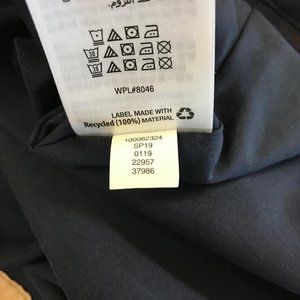 WPL#8046
LABEL MADE WITH
Recycled (100%) MATERIAL
100062324
SP19
0119
22957
37986